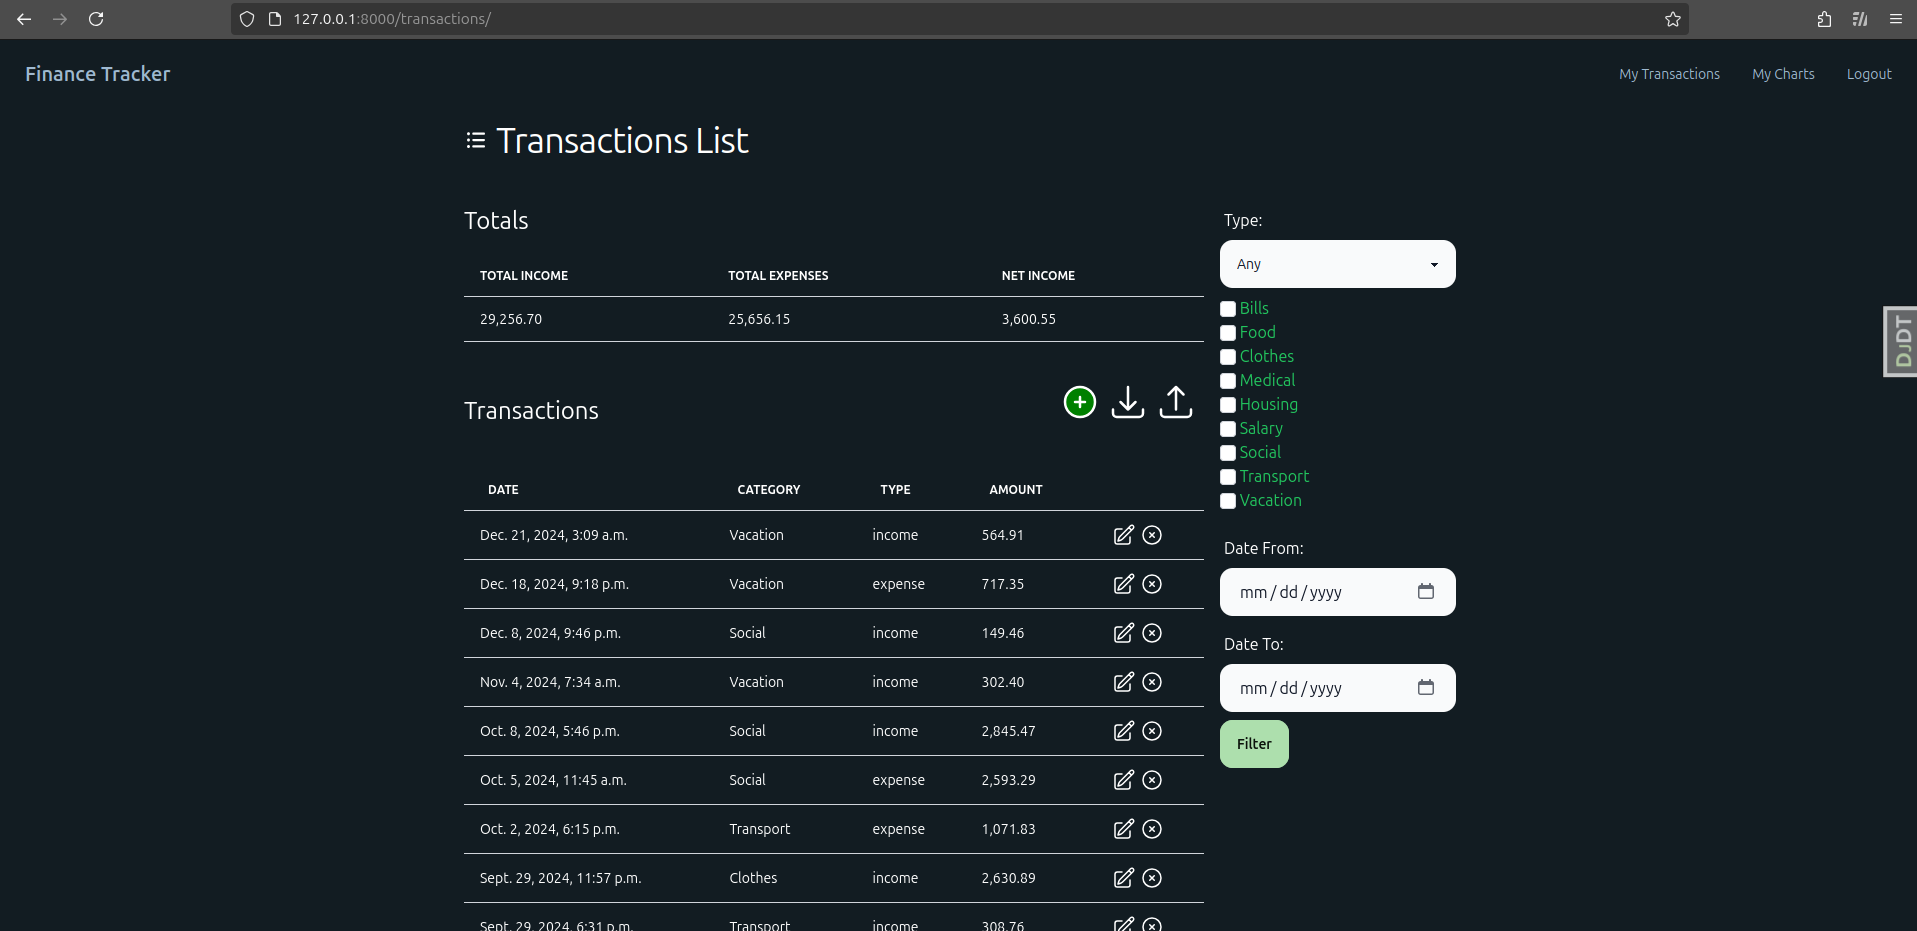 127.0.0.1:8000/transactions/
Finance Tracker
My Transactions My Charts Logout
Transactions List
Totals
TOTAL INCOME TOTAL EXPENSES NET INCOME
29,256.70 25,656.15 3,600.55
Transactions
DATE CATEGORY TYPE AMOUNT
Dec. 21, 2024, 3:09 a.m. Vacation income 564.91
Dec. 18, 2024, 9:18 p.m. Vacation expense 717.35
Dec. 8, 2024, 9:46 p.m. Social income 149.46
Nov. 4, 2024, 7:34 a.m. Vacation income 302.40
Oct. 8, 2024, 5:46 p.m. Social income 2,845.47
Oct. 5, 2024, 11:45 a.m. Social expense 2,593.29
Oct. 2, 2024, 6:15 p.m. Transport expense 1,071.83
Sept. 29, 2024, 11:57 p.m. Clothes income 2,630.89
Sept. 29, 2024, 6:31 p.m. Transport income 308.76
Type:
Any
Bills
Food
Clothes
Medical
Housing
Salary
Social
Transport
Vacation
Date From:
mm/dd/yyyy
Date To:
mm/dd/yyyy
Filter
DJDT